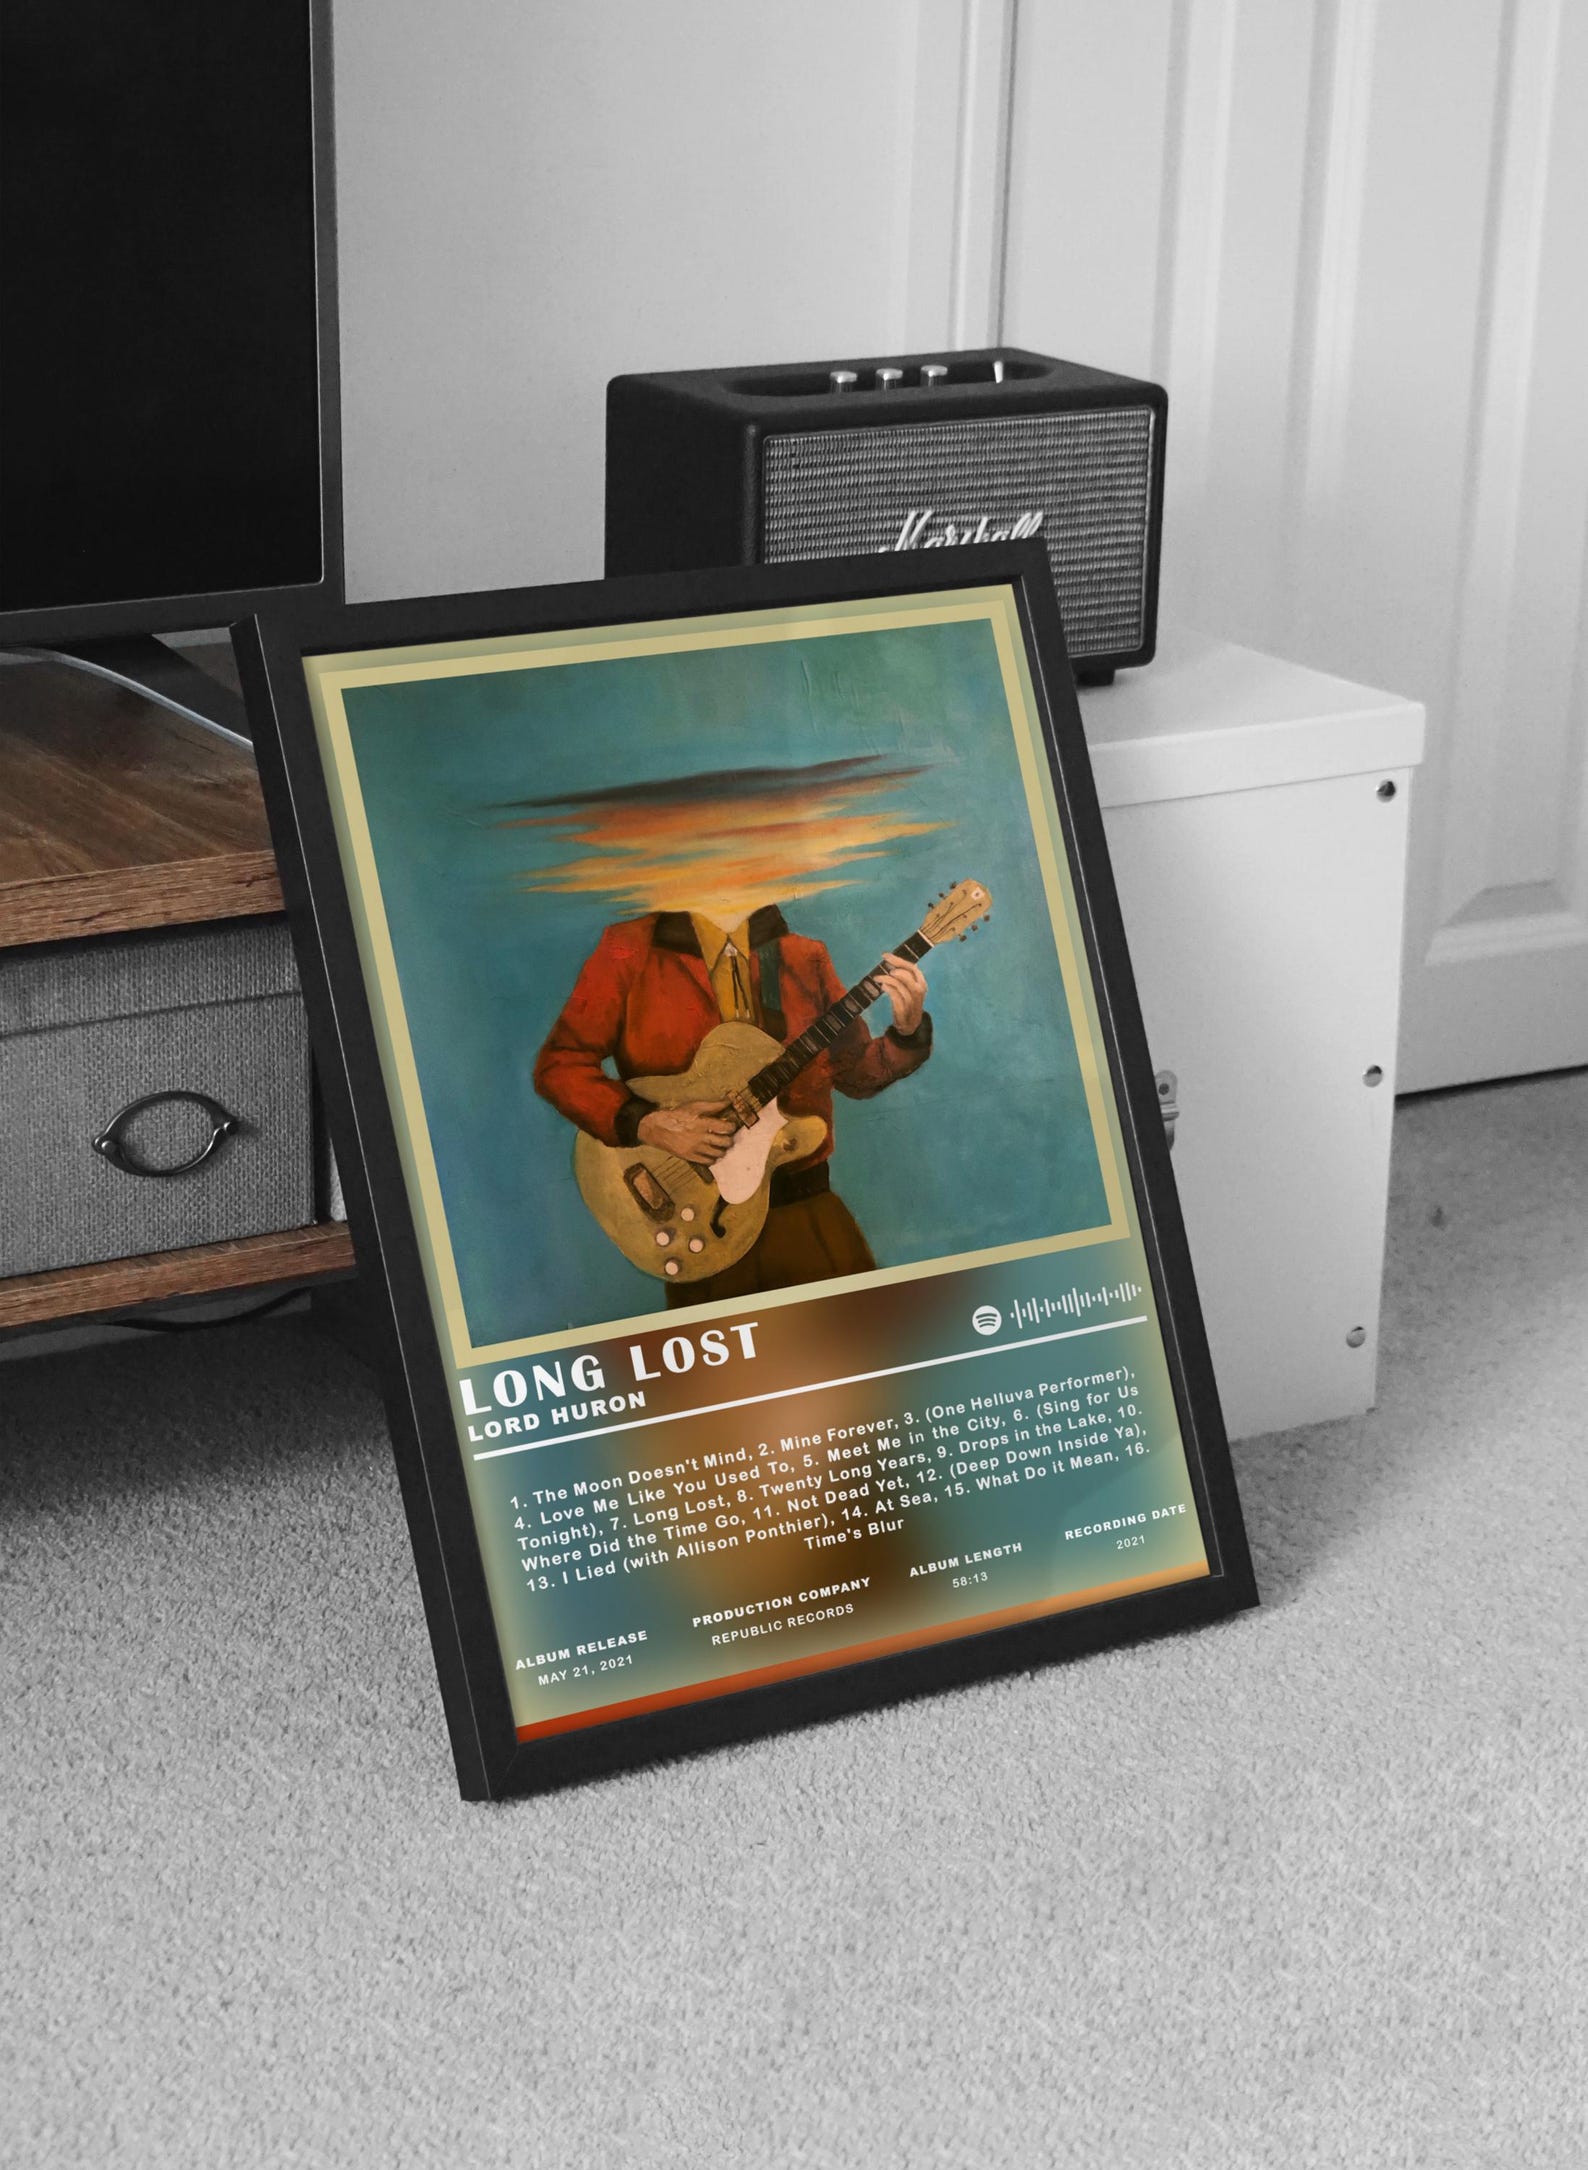 Marshall
LONG LOST
LORD HURON
1. The Moon Doesn't Mind, 2. Mine Forever, 3. (One Helluva Performer),
4. Love Me Like You Used To, 5. Meet Me in the City, 6. (Sing for Us
Tonight), 7. Long Lost, 8. Twenty Long Years, 9. Drops in the Lake, 10.
Where Did the Time Go, 11. Not Dead Yet, 12. (Deep Down Inside Ya),
13. I Lied (with Allison Ponthier), 14. At Sea, 15. What Do it Mean, 16.
Time's Blur
ALBUM RELEASE
MAY 21, 2021
PRODUCTION COMPANY
REPUBLIC RECORDS
ALBUM LENGTH
58:13
RECORDING DATE
2021